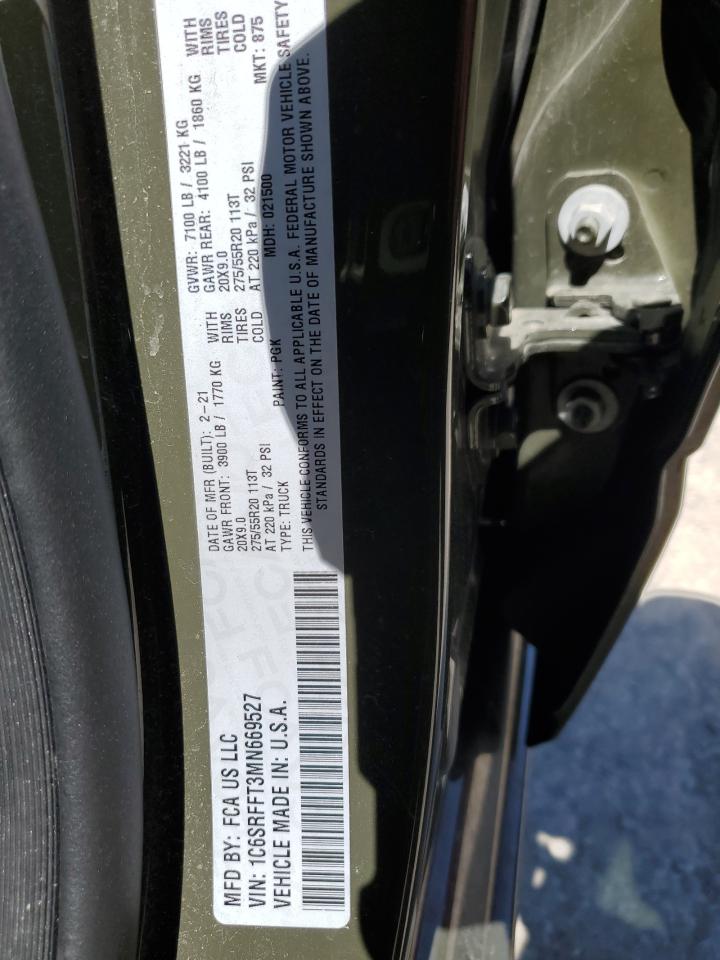 MFD BY: FCA US LLC
VIN: 1C6SRFFT3MN669527
VEHICLE MADE IN: U.S.A.
DATE OF MFR (BUILT): 2-21
GVWR: 7100 LB / 3221 KG
GAWR FRONT: 3900 LB / 1770 KG WITH
GAWR REAR: 4100 LB / 1860 KG WITH
20X9.0 RIMS
20X9.0 RIMS
275/55R20 113T TIRES
275/55R20 113T TIRES
AT 220 kPa / 32 PSI COLD
AT 220 kPa / 32 PSI COLD
TYPE: TRUCK PAINT: PGK MDH: 021500 MKT: 875
THIS VEHICLE CONFORMS TO ALL APPLICABLE U.S.A. FEDERAL MOTOR VEHICLE SAFETY
STANDARDS IN EFFECT ON THE DATE OF MANUFACTURE SHOWN ABOVE.